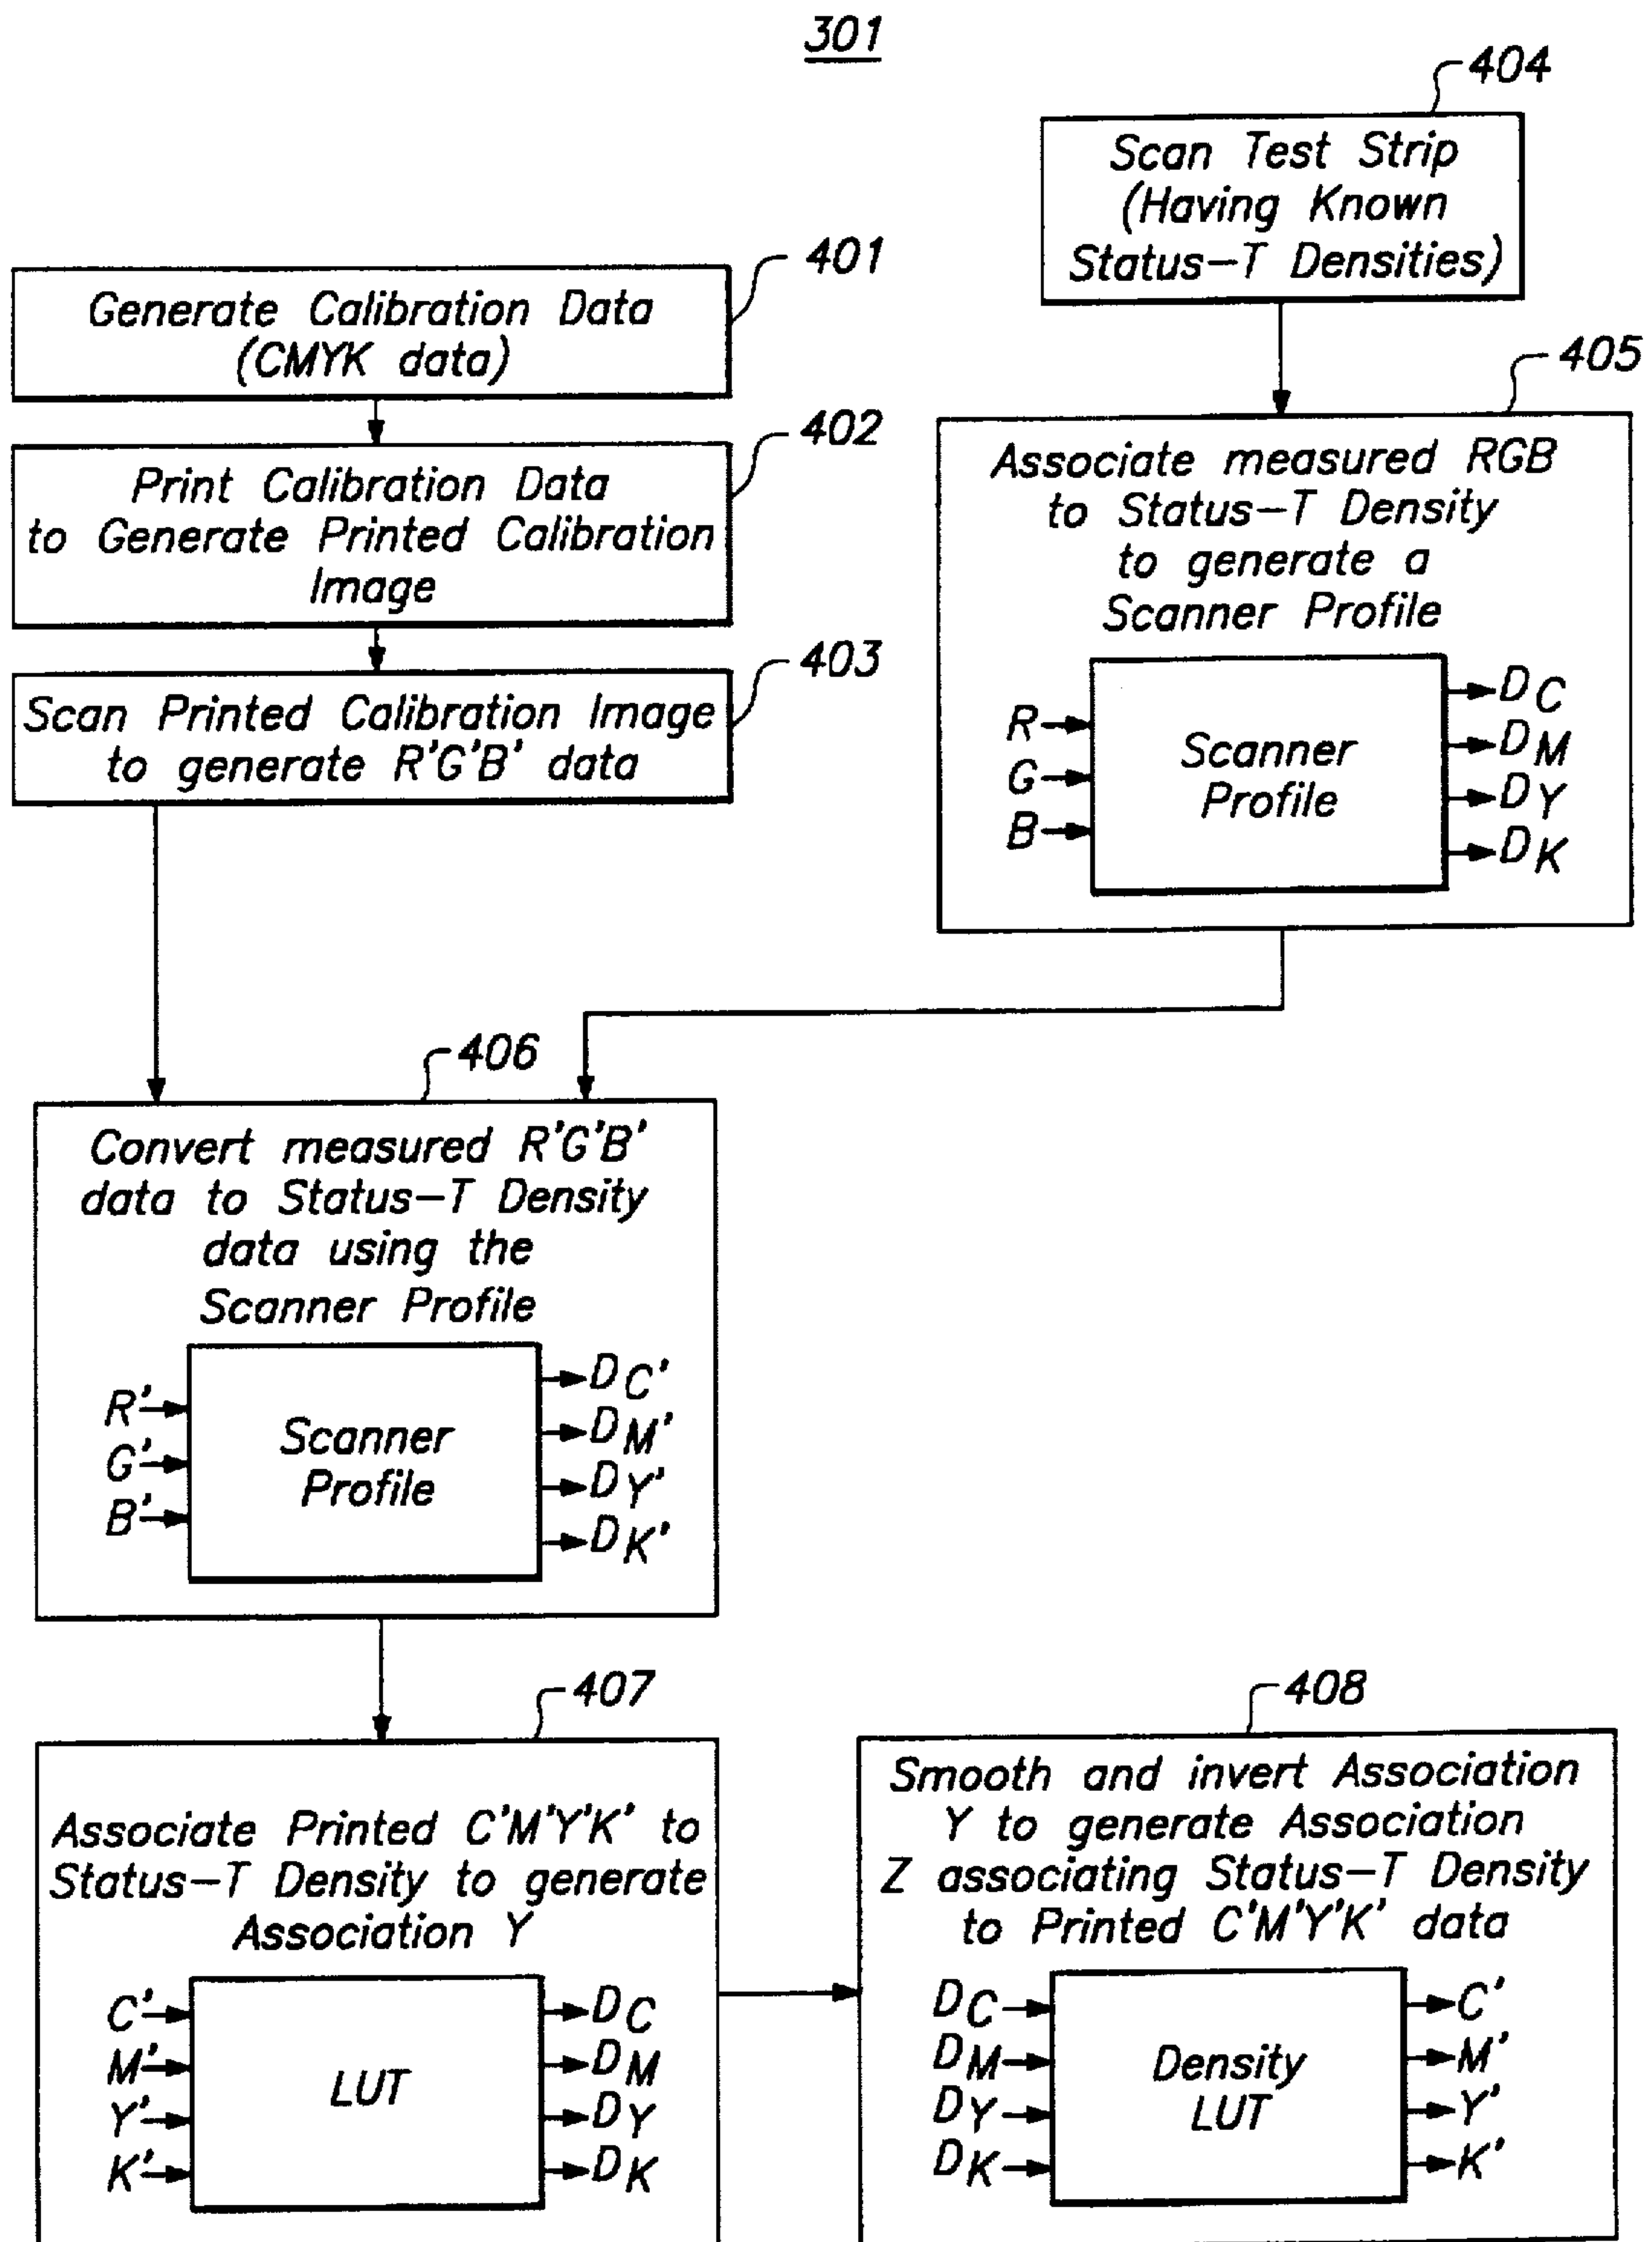 301
404
Scan Test Strip
(Having Known
Status-T Densities)
401
Generate Calibration Data
(CMYK data)
402
Print Calibration Data
to Generate Printed Calibration
Image
403
Scan Printed Calibration Image
to generate R'G'B' data
405
Associate measured RGB
to Status-T Density
to generate a
Scanner Profile
R
G
B
Scanner
Profile
DC
DM
DY
DK
406
Convert measured R'G'B'
data to Status-T Density
data using the
Scanner Profile
R'
G'
B'
Scanner
Profile
DC'
DM'
DY'
DK'
407
Associate Printed C'M'Y'K' to
Status-T Density to generate
Association Y
C'
M'
Y'
K'
LUT
DC
DM
DY
DK
408
Smooth and invert Association
Y to generate Association
Z associating Status-T Density
to Printed C'M'Y'K' data
DC
DM
DY
DK
Density
LUT
C'
M'
Y'
K'